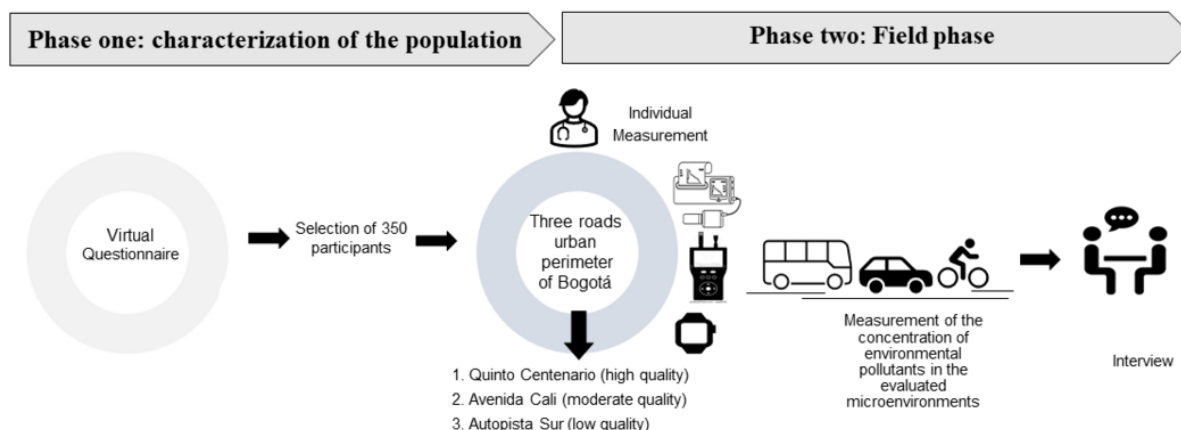 Phase one: characterization of the population
Phase two: Field phase
Virtual
Questionnaire
Selection of 350
participants
Individual
Measurement
Three roads
urban
perimeter
of Bogotá
1. Quinto Centenario (high quality)
2. Avenida Cali (moderate quality)
3. Autopista Sur (low quality)
Measurement of the
concentration of
environmental
pollutants in the
evaluated
microenvironments
Interview